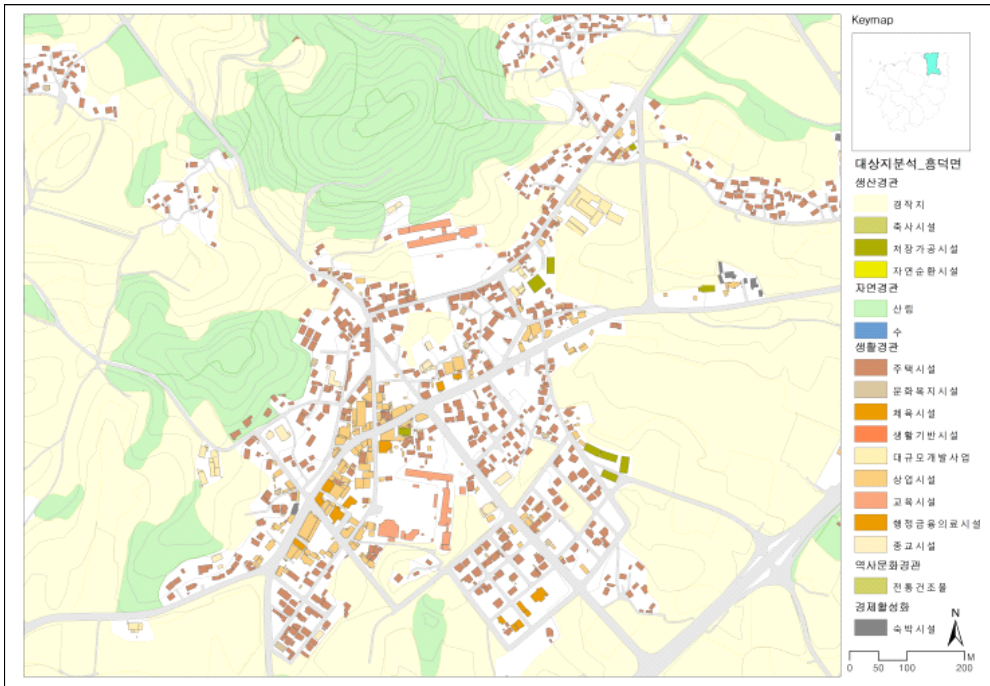 Keymap
대상지분석_흥덕면
생산경관
경작지
축사시설
저장가공시설
자연순환시설
자연경관
산림
수
생활경관
주택시설
문화복지시설
체육시설
생활기반시설
대규모개발사업
상업시설
교육시설
행정금융의료시설
종교시설
역사문화경관
전통건조물
경제활성화
숙박시설
N
M
0 50 100 200